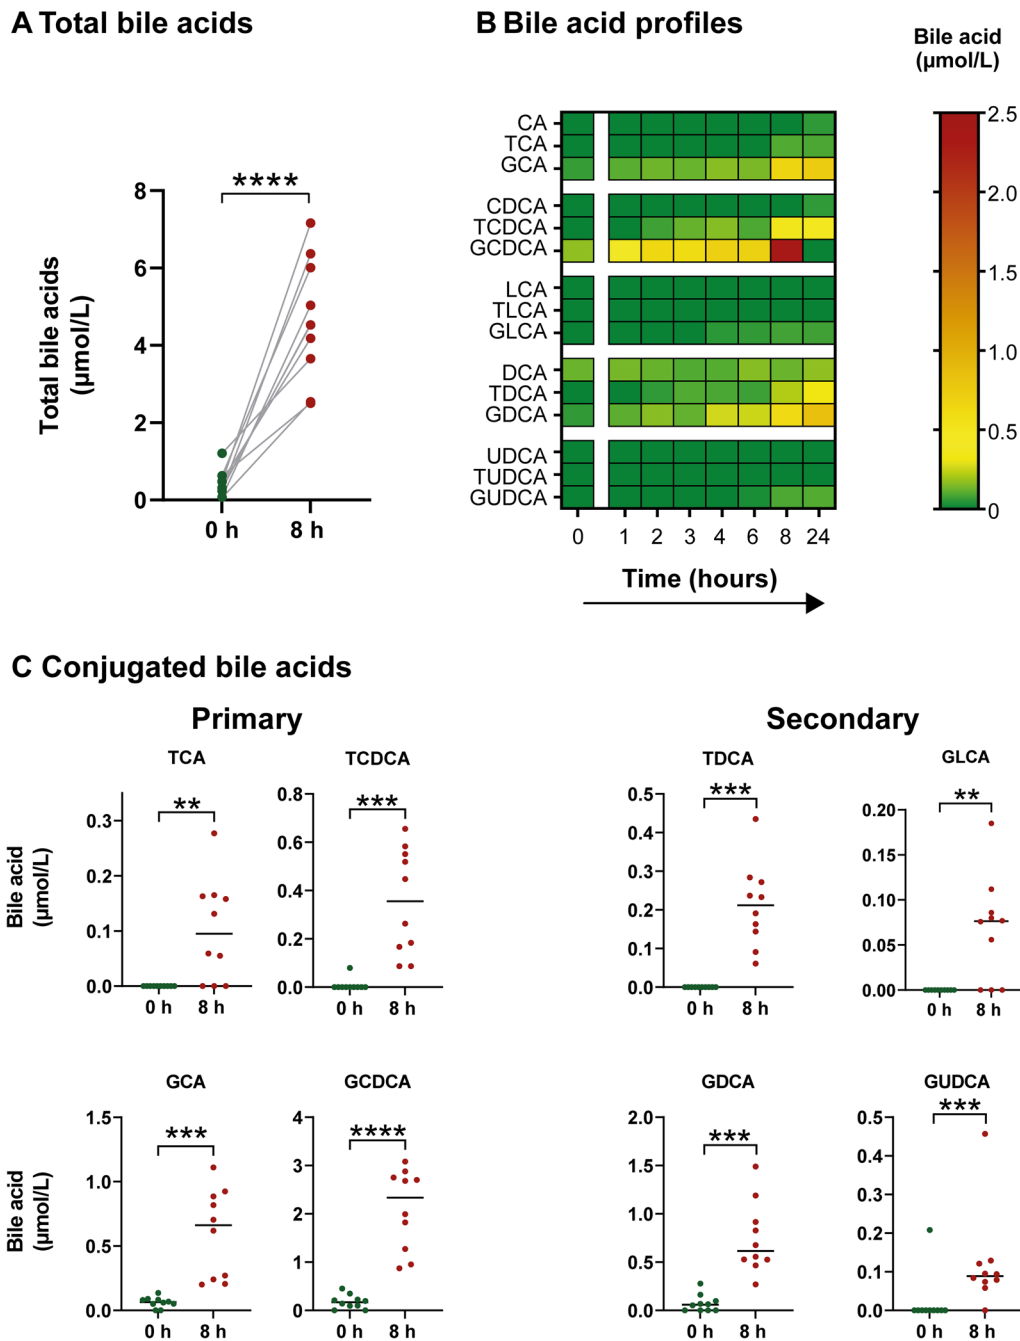 A Total bile acids
B Bile acid profiles
Bile acid
(µmol/L)
Total bile acids
(µmol/L)
8
6
4
2
0
****
0 h 8 h
CA
TCA
GCA
CDCA
TCDCA
GCDCA
LCA
TLCA
GLCA
DCA
TDCA
GDCA
UDCA
TUDCA
GUDCA
0 1 2 3 4 6 8 24
Time (hours)
2.5
2.0
1.5
1.0
0.5
0
C Conjugated bile acids
Primary
Secondary
Bile acid
(µmol/L)
TCA
**
0.3
0.2
0.1
0.0
0 h 8 h
TCDCA
***
0.8
0.6
0.4
0.2
0.0
0 h 8 h
TDCA
***
0.5
0.4
0.3
0.2
0.1
0.0
0 h 8 h
GLCA
**
0.20
0.15
0.10
0.05
0.00
0 h 8 h
Bile acid
(µmol/L)
GCA
***
1.5
1.0
0.5
0.0
0 h 8 h
GCDCA
****
4
3
2
1
0
0 h 8 h
GDCA
***
2.0
1.5
1.0
0.5
0.0
0 h 8 h
GUDCA
***
0.5
0.4
0.3
0.2
0.1
0.0
0 h 8 h